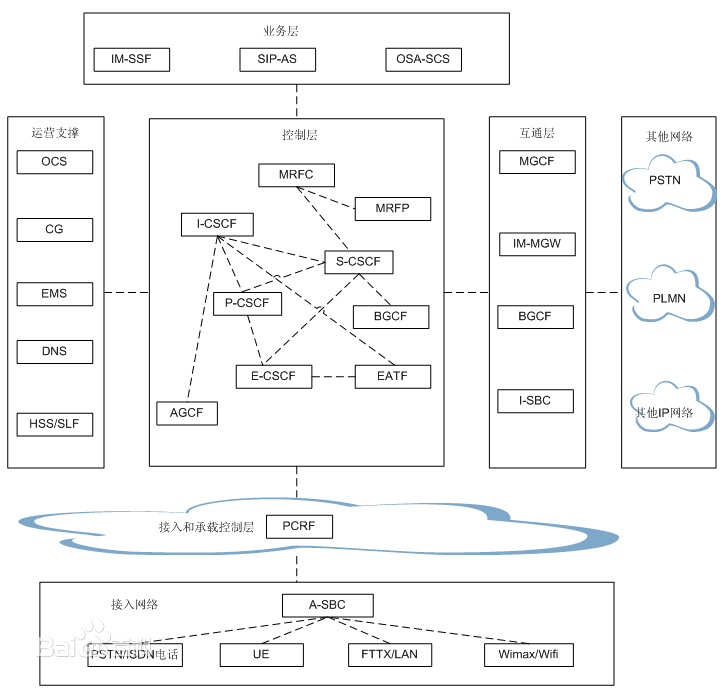 业务层
IM-SSF
SIP-AS
OSA-SCS
运营支撑
OCS
CG
EMS
DNS
HSS/SLF
控制层
MRFC
MRFP
I-CSCF
S-CSCF
P-CSCF
BGCF
E-CSCF
EATF
AGCF
互通层
MGCF
IM-MGW
BGCF
I-SBC
其他网络
PSTN
PLMN
其他IP网络
接入和承载控制层
PCRF
接入网络
A-SBC
PSTN/ISDN电话
UE
FTTX/LAN
Wimax/Wifi
Bai百科